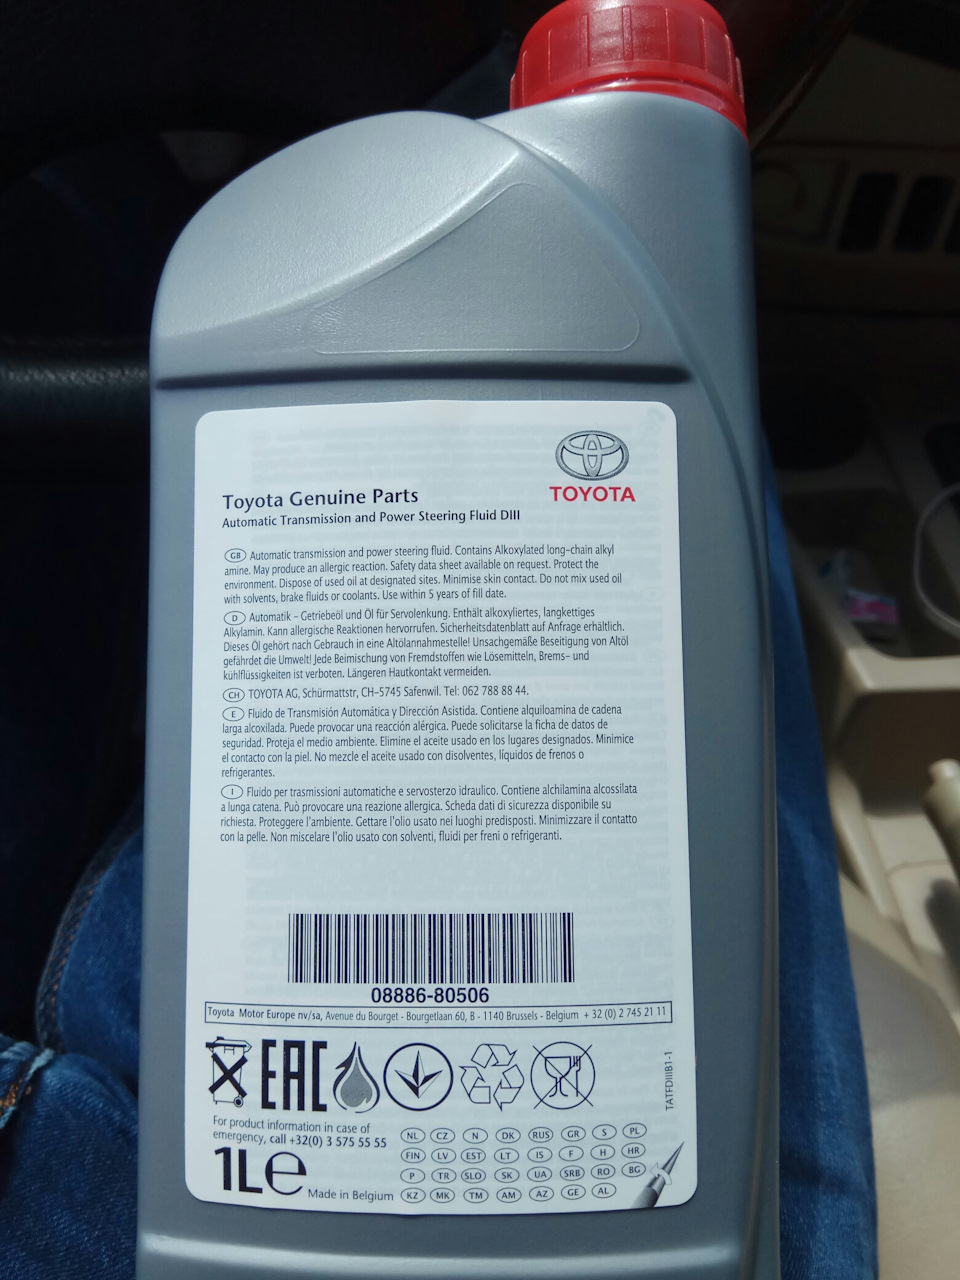 TOYOTA
Toyota Genuine Parts
Automatic Transmission and Power Steering Fluid DIII
GB Automatic transmission and power steering fluid. Contains Alkoxylated long-chain alkyl
amine. May produce an allergic reaction. Safety data sheet available on request. Protect the
environment. Dispose of used oil at designated sites. Minimise skin contact. Do not mix used oil
with solvents, brake fluids or coolants. Use within 5 years of fill date.
D Automatik - Getriebeöl und Öl für Servolenkung. Enthält alkoxyliertes, langkettiges
Alkylamin. Kann allergische Reaktionen hervorrufen. Sicherheitsdatenblatt auf Anfrage erhältlich.
Dieses Öl gehört nach Gebrauch in eine Altölannahmestelle! Unsachgemäße Beseitigung von Altöl
gefährdet die Umwelt! Jede Beimischung von Fremdstoffen wie Lösemitteln, Brems- und
kühlflüssigkeiten ist verboten. Längeren Hautkontakt vermeiden.
CH TOYOTA AG, Schürmattstr, CH-5745 Safenwil. Tel: 062 788 88 44.
E Fluido de Transmisión Automática y Dirección Asistida. Contiene alquiloamina de cadena
larga alcoxilada. Puede provocar una reacción alérgica. Puede solicitarse la ficha de datos de
seguridad. Proteja el medio ambiente. Elimine el aceite usado en los lugares designados. Minimice
el contacto con la piel. No mezcle el aceite usado con disolventes, líquidos de frenos o
refrigerantes.
I Fluido per trasmissioni automatiche e servosterzo idraulico. Contiene alchilamina alcossilata
a lunga catena. Può provocare una reazione allergica. Scheda dati di sicurezza disponibile su
richiesta. Proteggere l'ambiente. Gettare l'olio usato nei luoghi predisposti. Minimizzare il contatto
con la pelle. Non miscelare l'olio usato con solventi, fluidi per freni o refrigeranti.
08886-80506
Toyota Motor Europe nv/sa, Avenue du Bourget - Bourgetlaan 60, B - 1140 Brussels - Belgium + 32 (0) 2 745 21 11
EAC
TATFDIIIB1-1
For product information in case of
emergency, call +32(0) 3 575 55 55
1L e
Made in Belgium
NL CZ N DK RUS GR S PL
FIN LV EST LT IS F H HR
P TR SLO SK UA SRB RO BG
KZ MK TM AM AZ GE AL